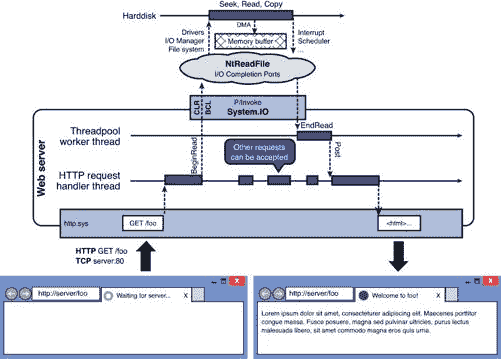 Seek, Read, Copy
Harddisk
DMA
Drivers
I/O Manager
File system
Memory buffer
Interrupt
Scheduler
...
NtReadFile
I/O Completion Ports
CLR
BCL
P/Invoke
System.IO
Web server
EndRead
Threadpool
worker thread
BeginRead
Other requests
can be accepted
Post
HTTP request
handler thread
http.sys
GET /foo
<html>...
HTTP GET /foo
TCP server:80
http://server/foo
Waiting for server...
X
X
http://server/foo
Welcome to foo!
X
X
Lorem ipsum dolor sit amet, consecteturer adipiscing elit. Maecenes porttitor
congue messa. Fusce posuere, magna sed pulvinar ultricies, purus lectus
malesuada libero, sit amet commodo magna eros quis urna.